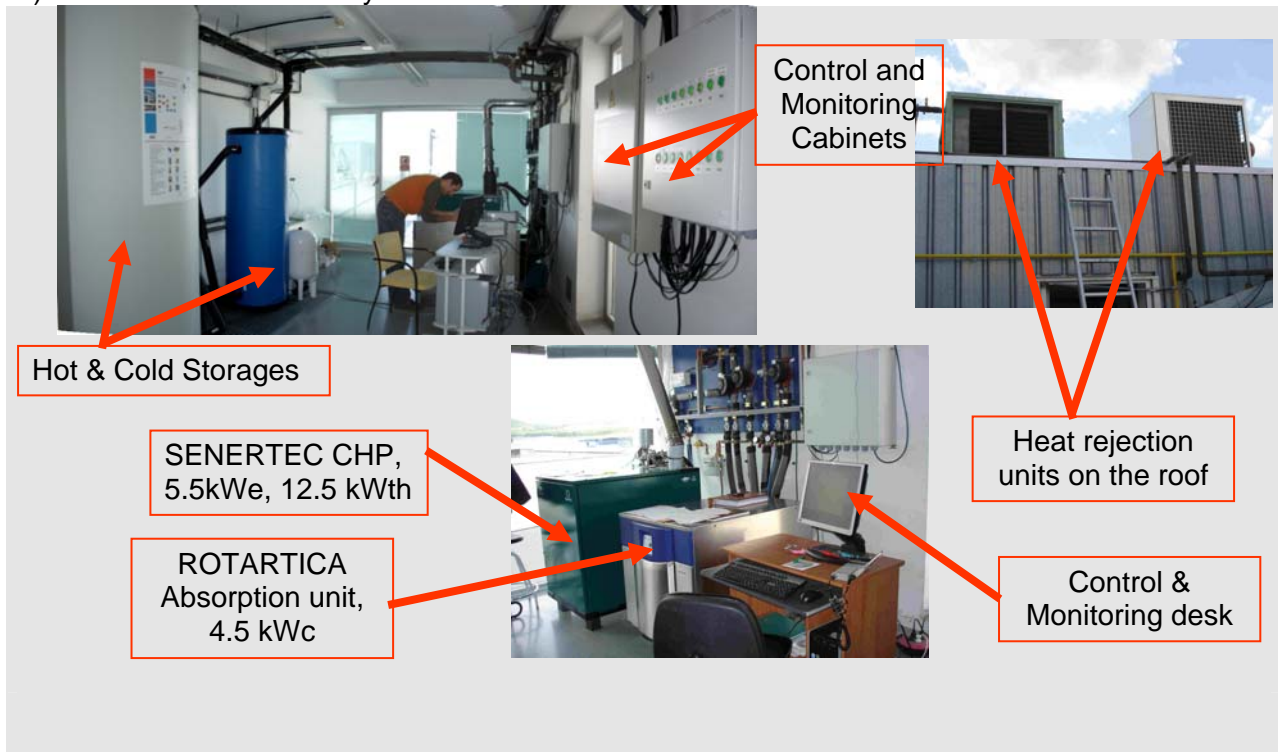 Control and
Monitoring
Cabinets
Hot & Cold Storages
SENERTEC CHP,
5.5kWe, 12.5 kWth
ROTARTICA
Absorption unit,
4.5 kWc
Heat rejection
units on the roof
Control &
Monitoring desk